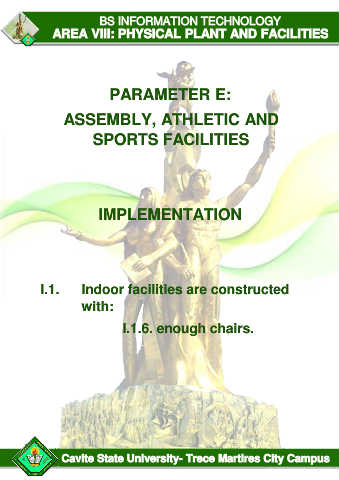 BS INFORMATION TECHNOLOGY
AREA VIII: PHYSICAL PLANT AND FACILITIES
PARAMETER E:
ASSEMBLY, ATHLETIC AND
SPORTS FACILITIES
IMPLEMENTATION
I.1. Indoor facilities are constructed
with:
I.1.6. enough chairs.
Cavite State University- Trece Martires City Campus